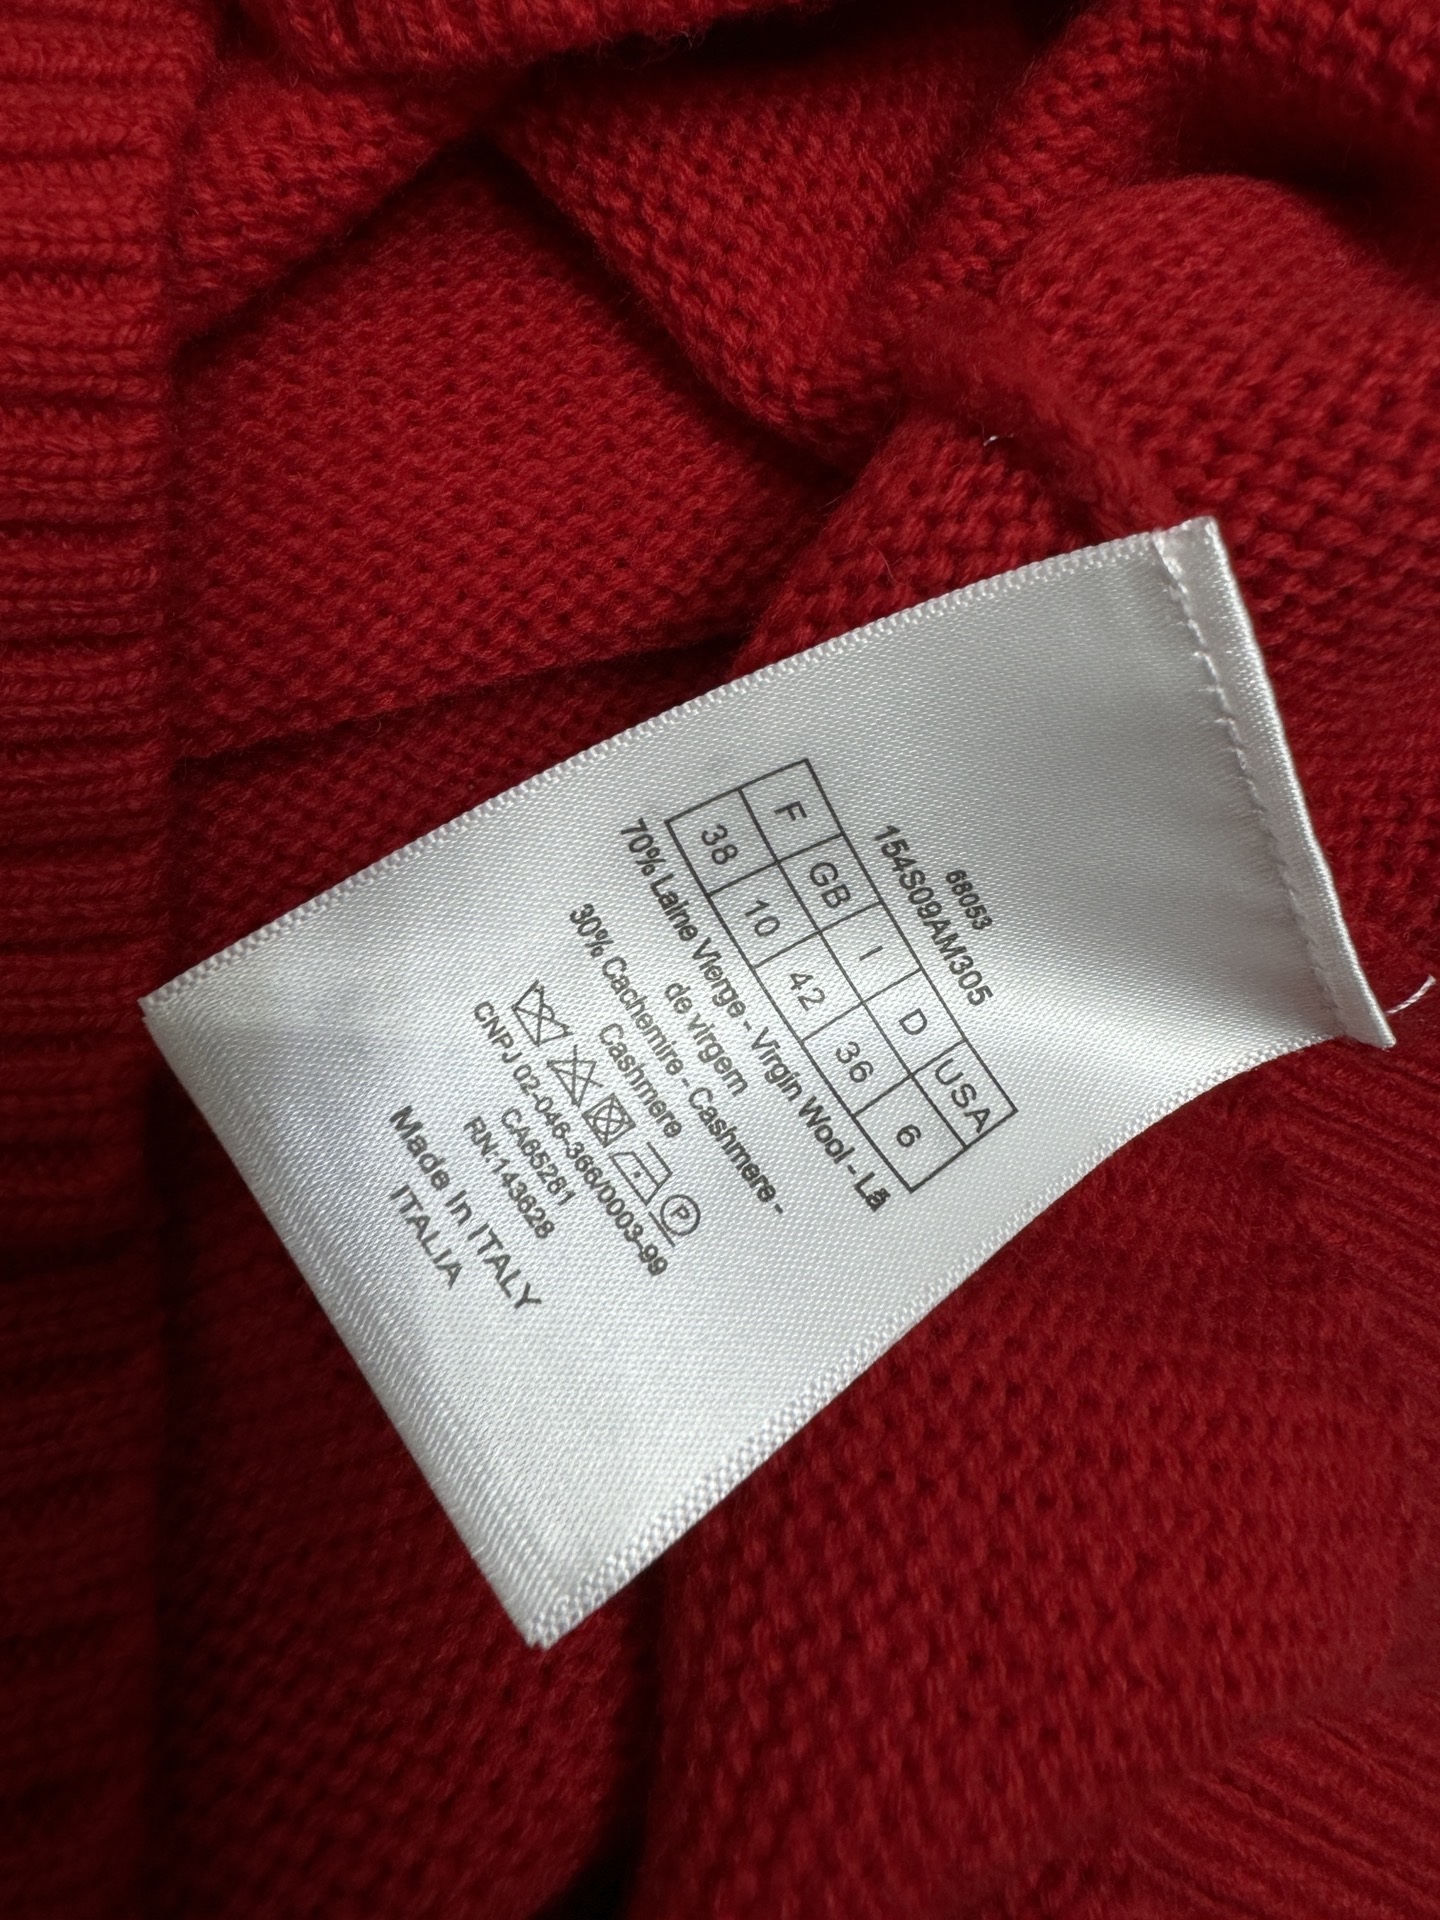 68053
154S09AM305
F GB I D USA
38 10 42 36 6
70% Laine Vierge - Virgin Wool - Lã
de virgem
30% Cachemire - Cashmere -
Cashmere
P
CNPJ 02-046-366/0003-99
CA65281
RN:143828
Made In ITALY
ITALIA